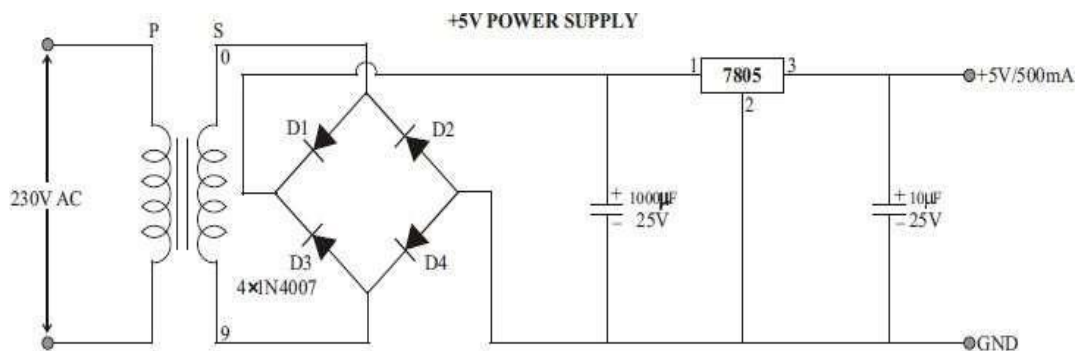 +5V POWER SUPPLY
P S
0
1 7805 3
2
+5V/500mA
D1 D2
230V AC
+ 1000µF
– 25V
+ 10µF
– 25V
D3 D4
4×1N4007
9
GND